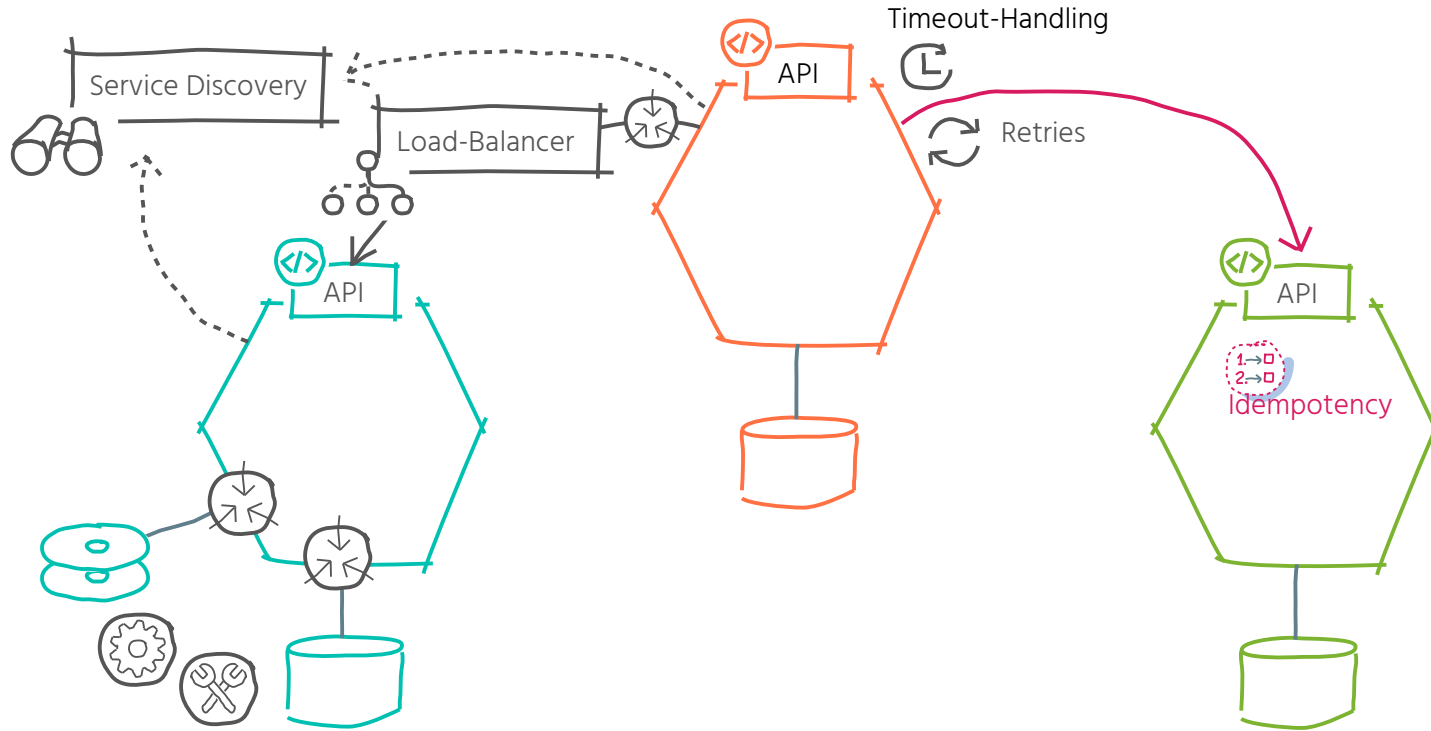 Timeout-Handling
</> API
Service Discovery
Load-Balancer
Retries
</> API
</> API
1.
2.
Idempotency